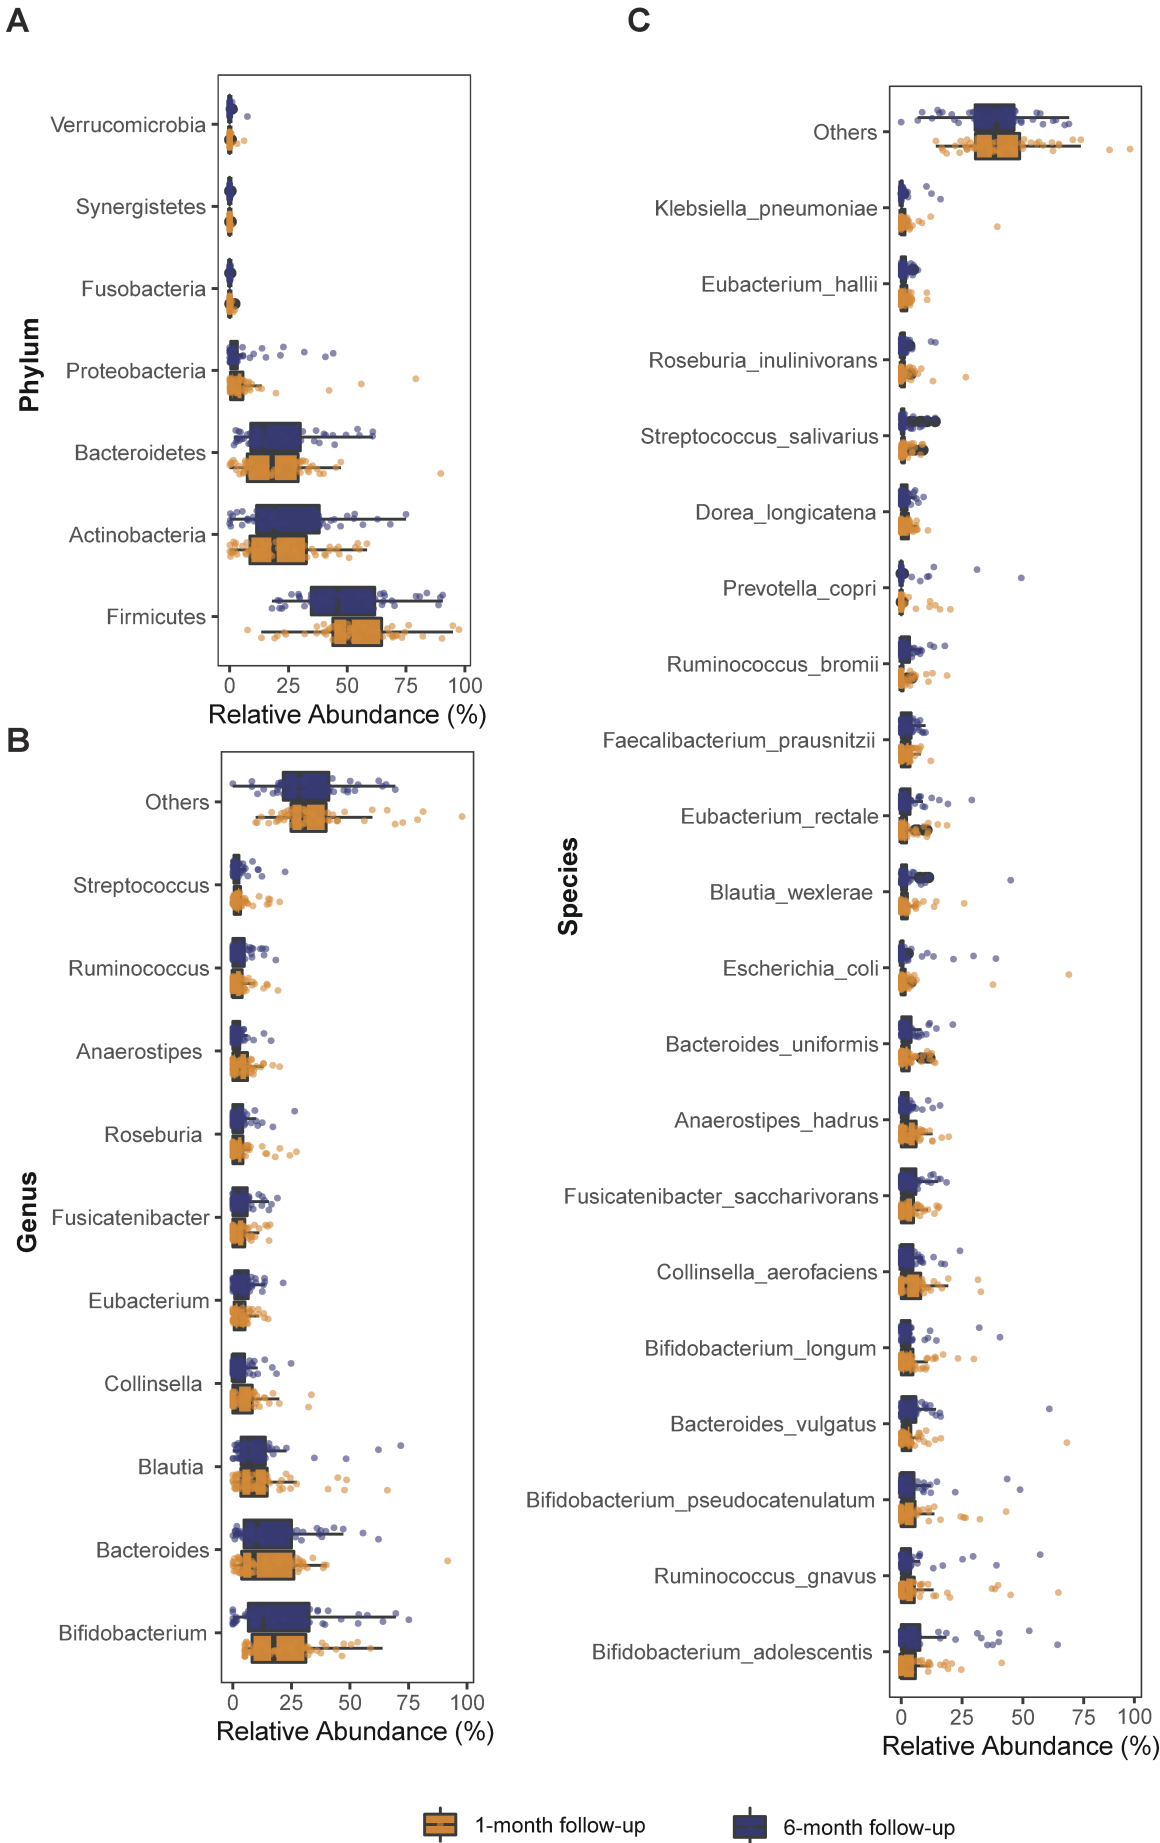 A
Phylum
Verrucomicrobia
Synergistetes
Fusobacteria
Proteobacteria
Bacteroidetes
Actinobacteria
Firmicutes
0 25 50 75 100
Relative Abundance (%)
B
Genus
Others
Streptococcus
Ruminococcus
Anaerostipes
Roseburia
Fusicatenibacter
Eubacterium
Collinsella
Blautia
Bacteroides
Bifidobacterium
0 25 50 75 100
Relative Abundance (%)
C
Species
Others
Klebsiella_pneumoniae
Eubacterium_hallii
Roseburia_inulinivorans
Streptococcus_salivarius
Dorea_longicatena
Prevotella_copri
Ruminococcus_bromii
Faecalibacterium_prausnitzii
Eubacterium_rectale
Blautia_wexlerae
Escherichia_coli
Bacteroides_uniformis
Anaerostipes_hadrus
Fusicatenibacter_saccharivorans
Collinsella_aerofaciens
Bifidobacterium_longum
Bacteroides_vulgatus
Bifidobacterium_pseudocatenulatum
Ruminococcus_gnavus
Bifidobacterium_adolescentis
0 25 50 75 100
Relative Abundance (%)
1-month follow-up
6-month follow-up